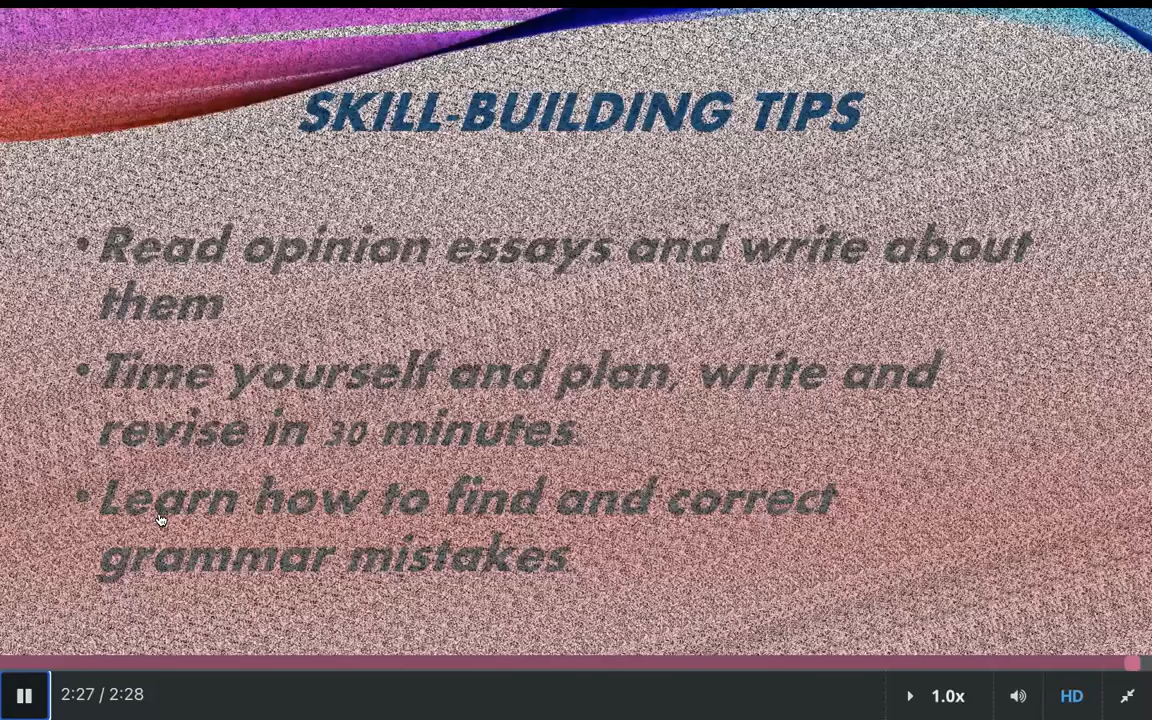 SKILL-BUILDING TIPS
• Read opinion essays and write about
them
• Time yourself and plan, write and
revise in 30 minutes.
• Learn how to find and correct
grammar mistakes.
2:27 / 2:28
1.0x
HD